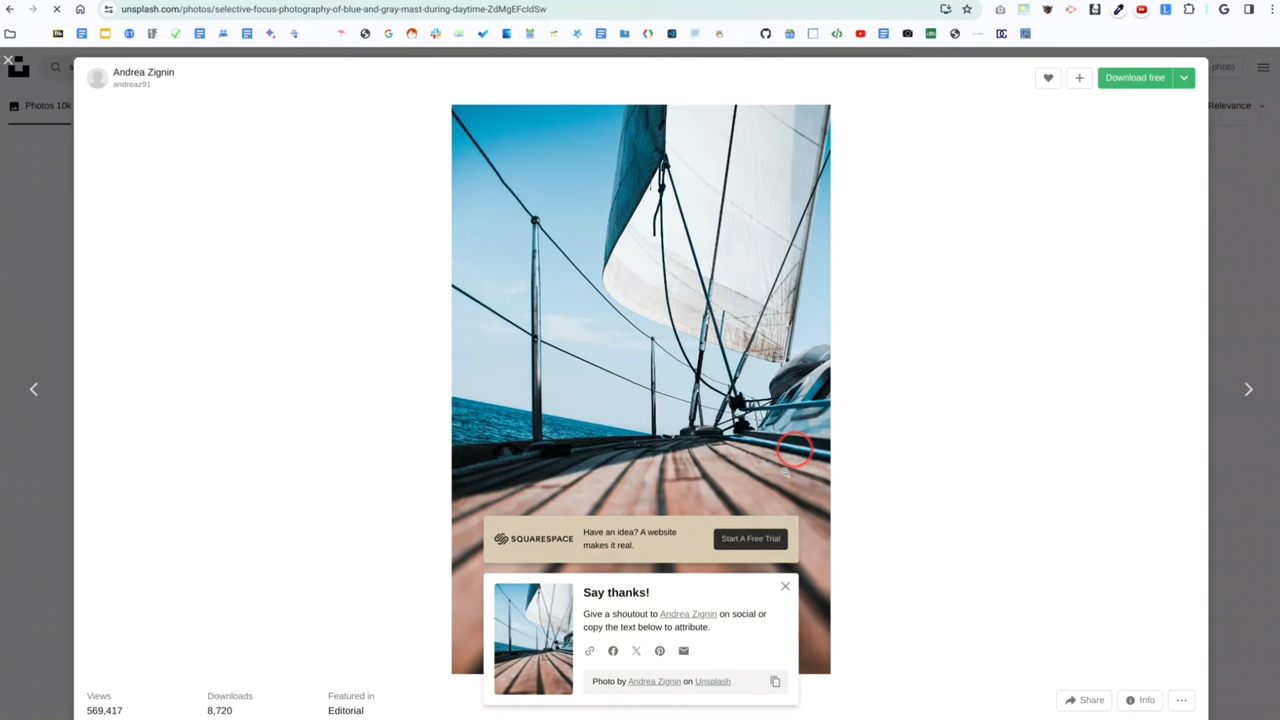 unsplash.com/photos/selective-focus-photography-of-blue-and-gray-mast-during-daytime-ZdMgEFcIdSw
photo
Photos 10k
Relevance
Andrea Zignin
andreaz91
Download free
SQUARESPACE
Have an idea? A website
makes it real.
Start A Free Trial
Say thanks!
Give a shoutout to Andrea Zignin on social or
copy the text below to attribute.
Photo by Andrea Zignin on Unsplash
Views
569,417
Downloads
8,720
Featured in
Editorial
Share
Info